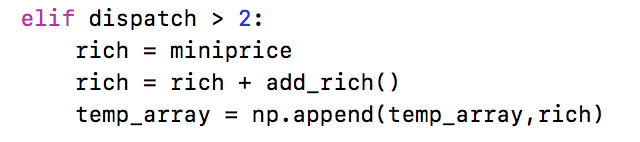 elif dispatch > 2:
    rich = miniprice
    rich = rich + add_rich()
    temp_array = np.append(temp_array,rich)